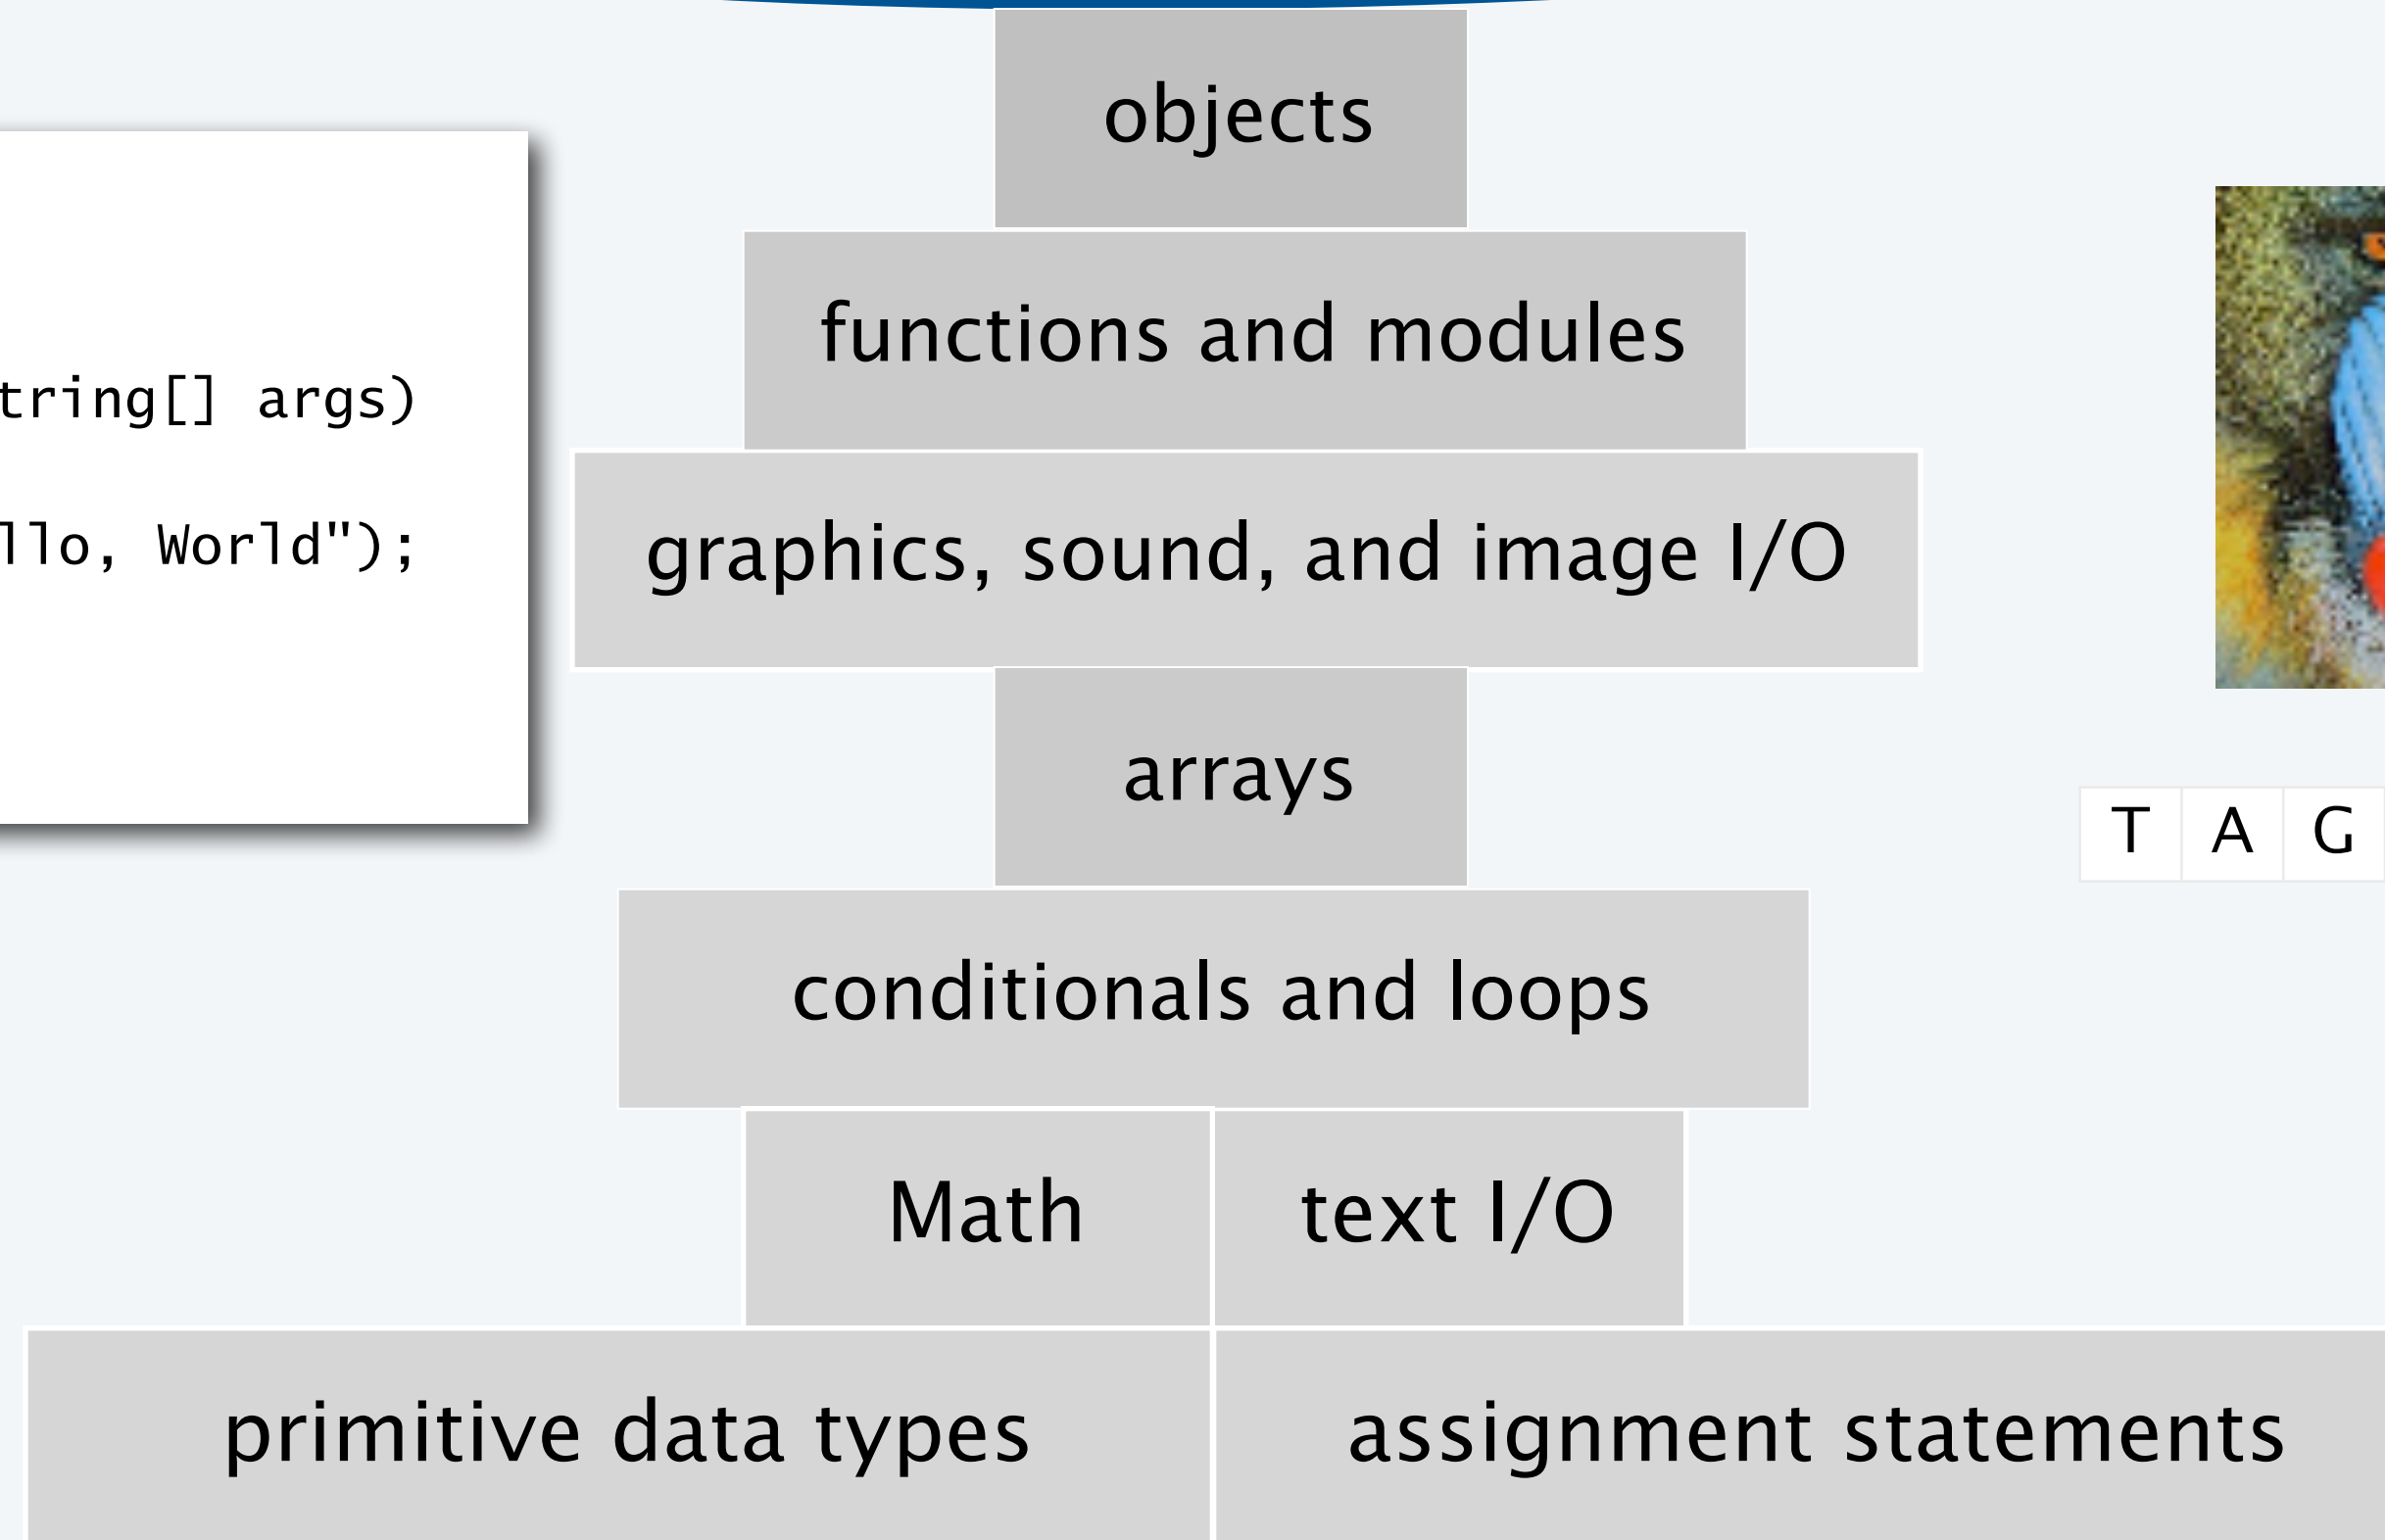 objects
functions and modules
tring[] args)
llo, World");
graphics, sound, and image I/O
arrays
T A G
conditionals and loops
Math text I/O
primitive data types assignment statements